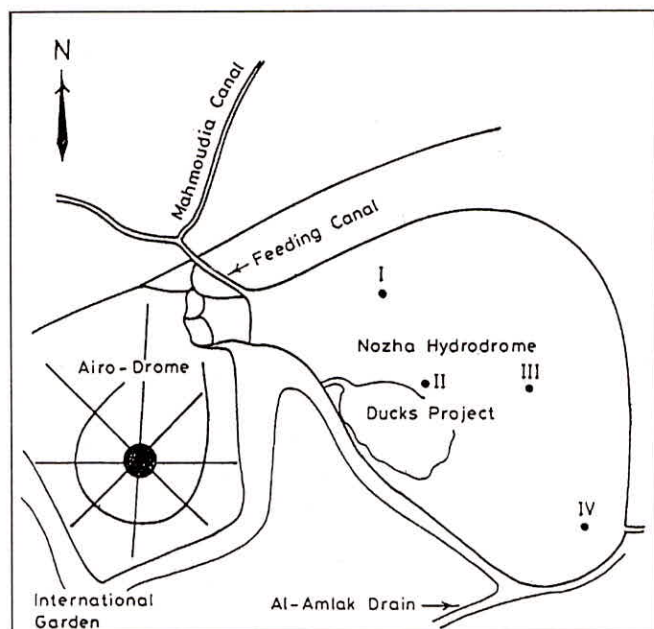 N
Mahmoudia Canal
Feeding Canal
I
Nozha Hydrodrome
Airo-Drome
II
III
Ducks Project
IV
International
Garden
Al-Amlak Drain